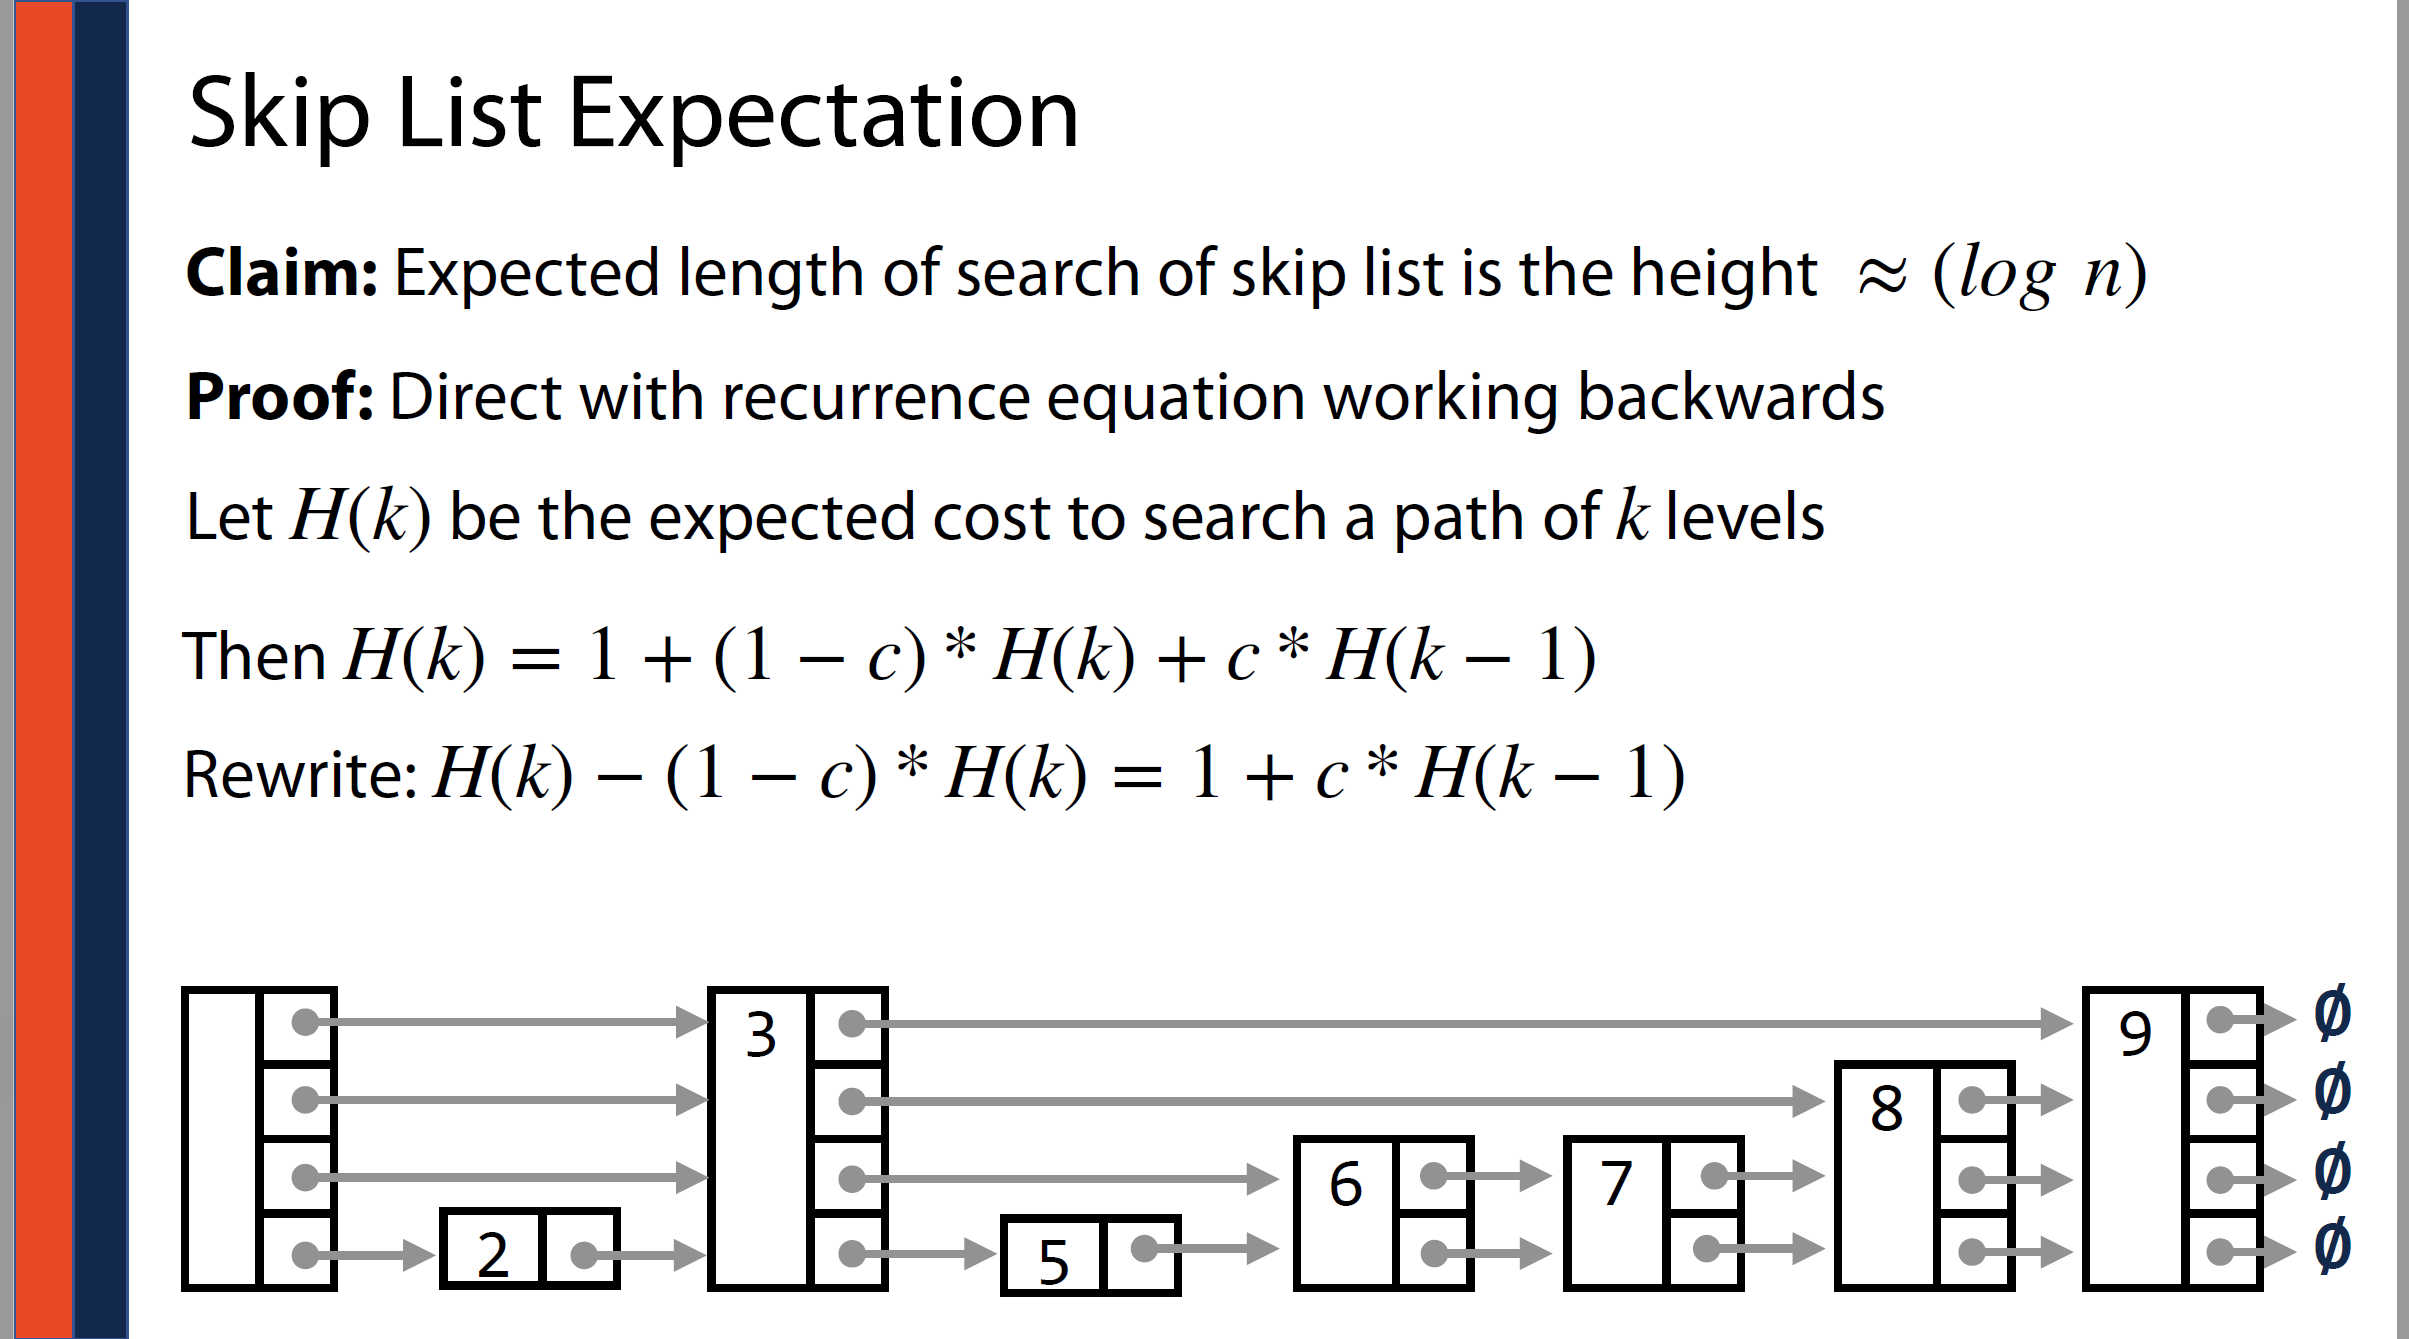 Skip List Expectation
Claim: Expected length of search of skip list is the height ≈ (log n)
Proof: Direct with recurrence equation working backwards
Let H(k) be the expected cost to search a path of k levels
Then H(k) = 1 + (1 − c) * H(k) + c * H(k − 1)
Rewrite: H(k) − (1 − c) * H(k) = 1 + c * H(k − 1)
3 9 Ø
8 Ø
6 7 Ø
2 5 Ø